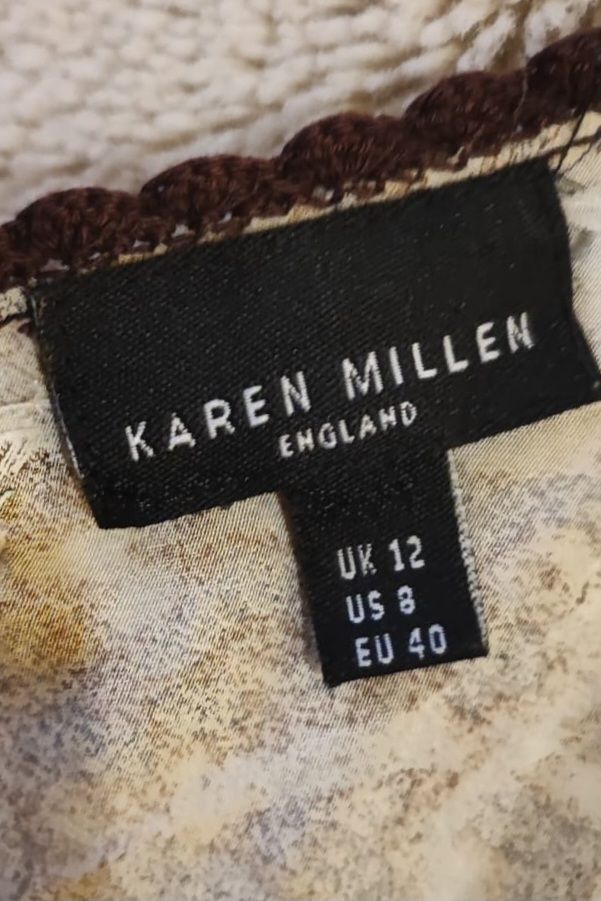 KAREN MILLEN
ENGLAND
UK 12
US 8
EU 40